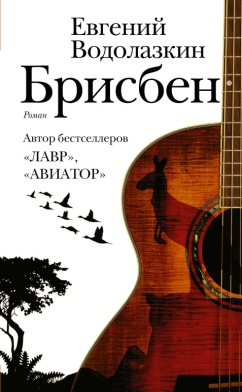 Евгений
Водолазкин
Брисбен
Роман
Автор бестселлеров
«ЛАВР»,
«АВИАТОР»